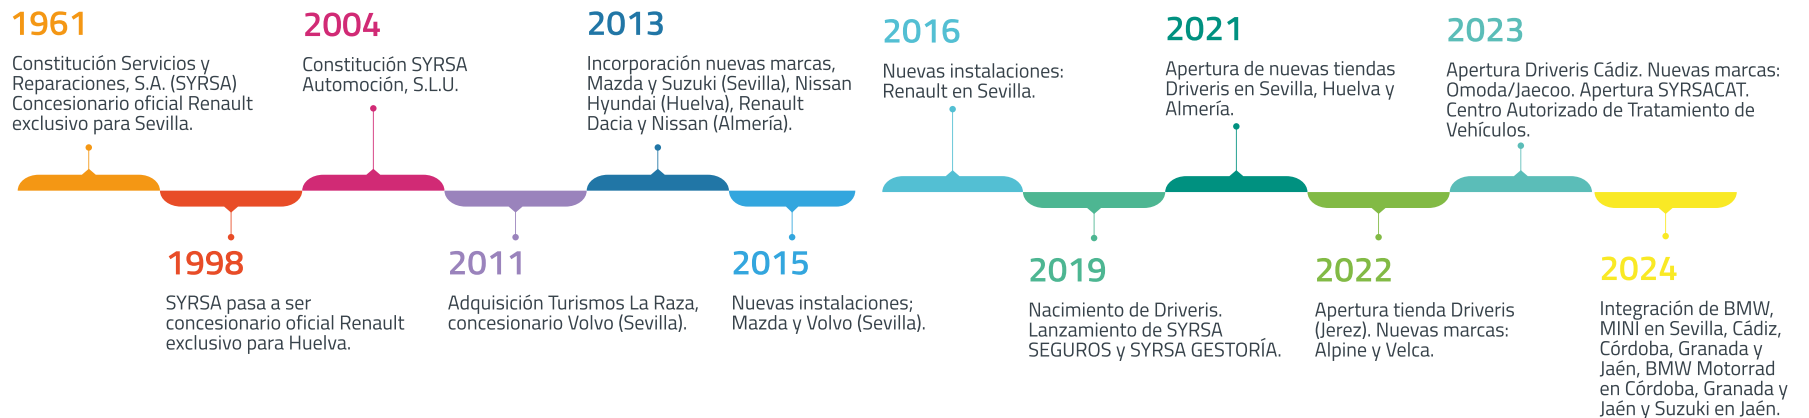 1961
Constitución Servicios y
Reparaciones, S.A. (SYRSA)
Concesionario oficial Renault
exclusivo para Sevilla.
1998
SYRSA pasa a ser
concesionario oficial Renault
exclusivo para Huelva.
2004
Constitución SYRSA
Automoción, S.L.U.
2011
Adquisición Turismos La Raza,
concesionario Volvo (Sevilla).
2013
Incorporación nuevas marcas,
Mazda y Suzuki (Sevilla), Nissan
Hyundai (Huelva), Renault
Dacia y Nissan (Almería).
2015
Nuevas instalaciones;
Mazda y Volvo (Sevilla).
2016
Nuevas instalaciones:
Renault en Sevilla.
2019
Nacimiento de Driveris.
Lanzamiento de SYRSA
SEGUROS y SYRSA GESTORÍA.
2021
Apertura de nuevas tiendas
Driveris en Sevilla, Huelva y
Almería.
2022
Apertura tienda Driveris
(Jerez). Nuevas marcas:
Alpine y Velca.
2023
Apertura Driveris Cádiz. Nuevas marcas:
Omoda/Jaecoo. Apertura SYRSACAT.
Centro Autorizado de Tratamiento de
Vehículos.
2024
Integración de BMW,
MINI en Sevilla, Cádiz,
Córdoba, Granada y
Jaén, BMW Motorrad
en Córdoba, Granada y
Jaén y Suzuki en Jaén.